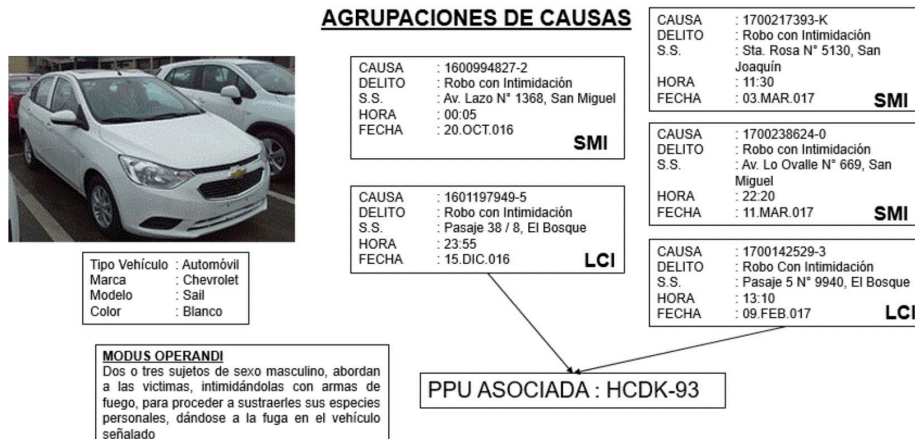 AGRUPACIONES DE CAUSAS
CAUSA : 1600994827-2
DELITO : Robo con Intimidación
S.S. : Av. Lazo N° 1368, San Miguel
HORA : 00:05
FECHA : 20.OCT.016
SMI
CAUSA : 1601197949-5
DELITO : Robo con Intimidación
S.S. : Pasaje 38 / 8, El Bosque
HORA : 23:55
FECHA : 15.DIC.016
LCI
CAUSA : 1700217393-K
DELITO : Robo con Intimidación
S.S. : Sta. Rosa N° 5130, San
Joaquín
HORA : 11:30
FECHA : 03.MAR.017
SMI
CAUSA : 1700238624-0
DELITO : Robo con Intimidación
S.S. : Av. Lo Ovalle N° 669, San
Miguel
HORA : 22:20
FECHA : 11.MAR.017
SMI
CAUSA : 1700142529-3
DELITO : Robo Con Intimidación
S.S. : Pasaje 5 N° 9940, El Bosque
HORA : 13:10
FECHA : 09.FEB.017
LCI
Tipo Vehículo : Automóvil
Marca : Chevrolet
Modelo : Sail
Color : Blanco
MODUS OPERANDI
Dos o tres sujetos de sexo masculino, abordan
a las victimas, intimidándolas con armas de
fuego, para proceder a sustraerles sus especies
personales, dándose a la fuga en el vehículo
señalado
PPU ASOCIADA : HCDK-93